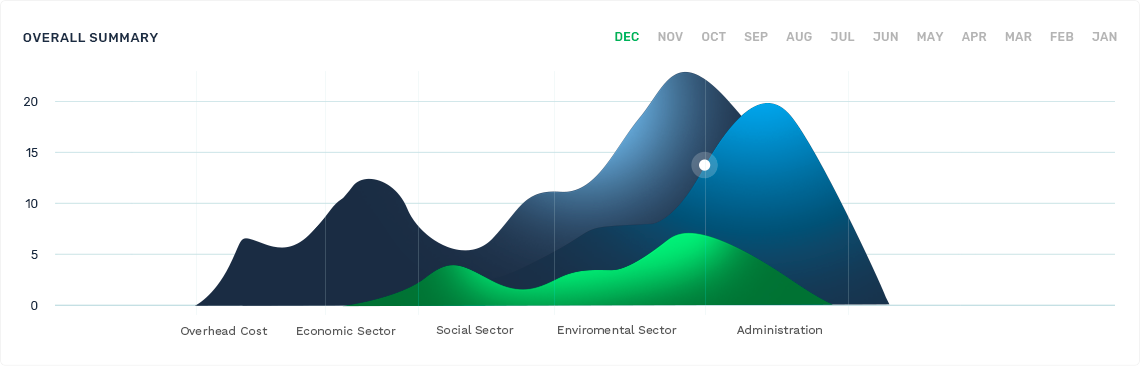 OVERALL SUMMARY
DEC NOV OCT SEP AUG JUL JUN MAY APR MAR FEB JAN
20
15
10
5
0
Overhead Cost Economic Sector Social Sector Enviromental Sector Administration